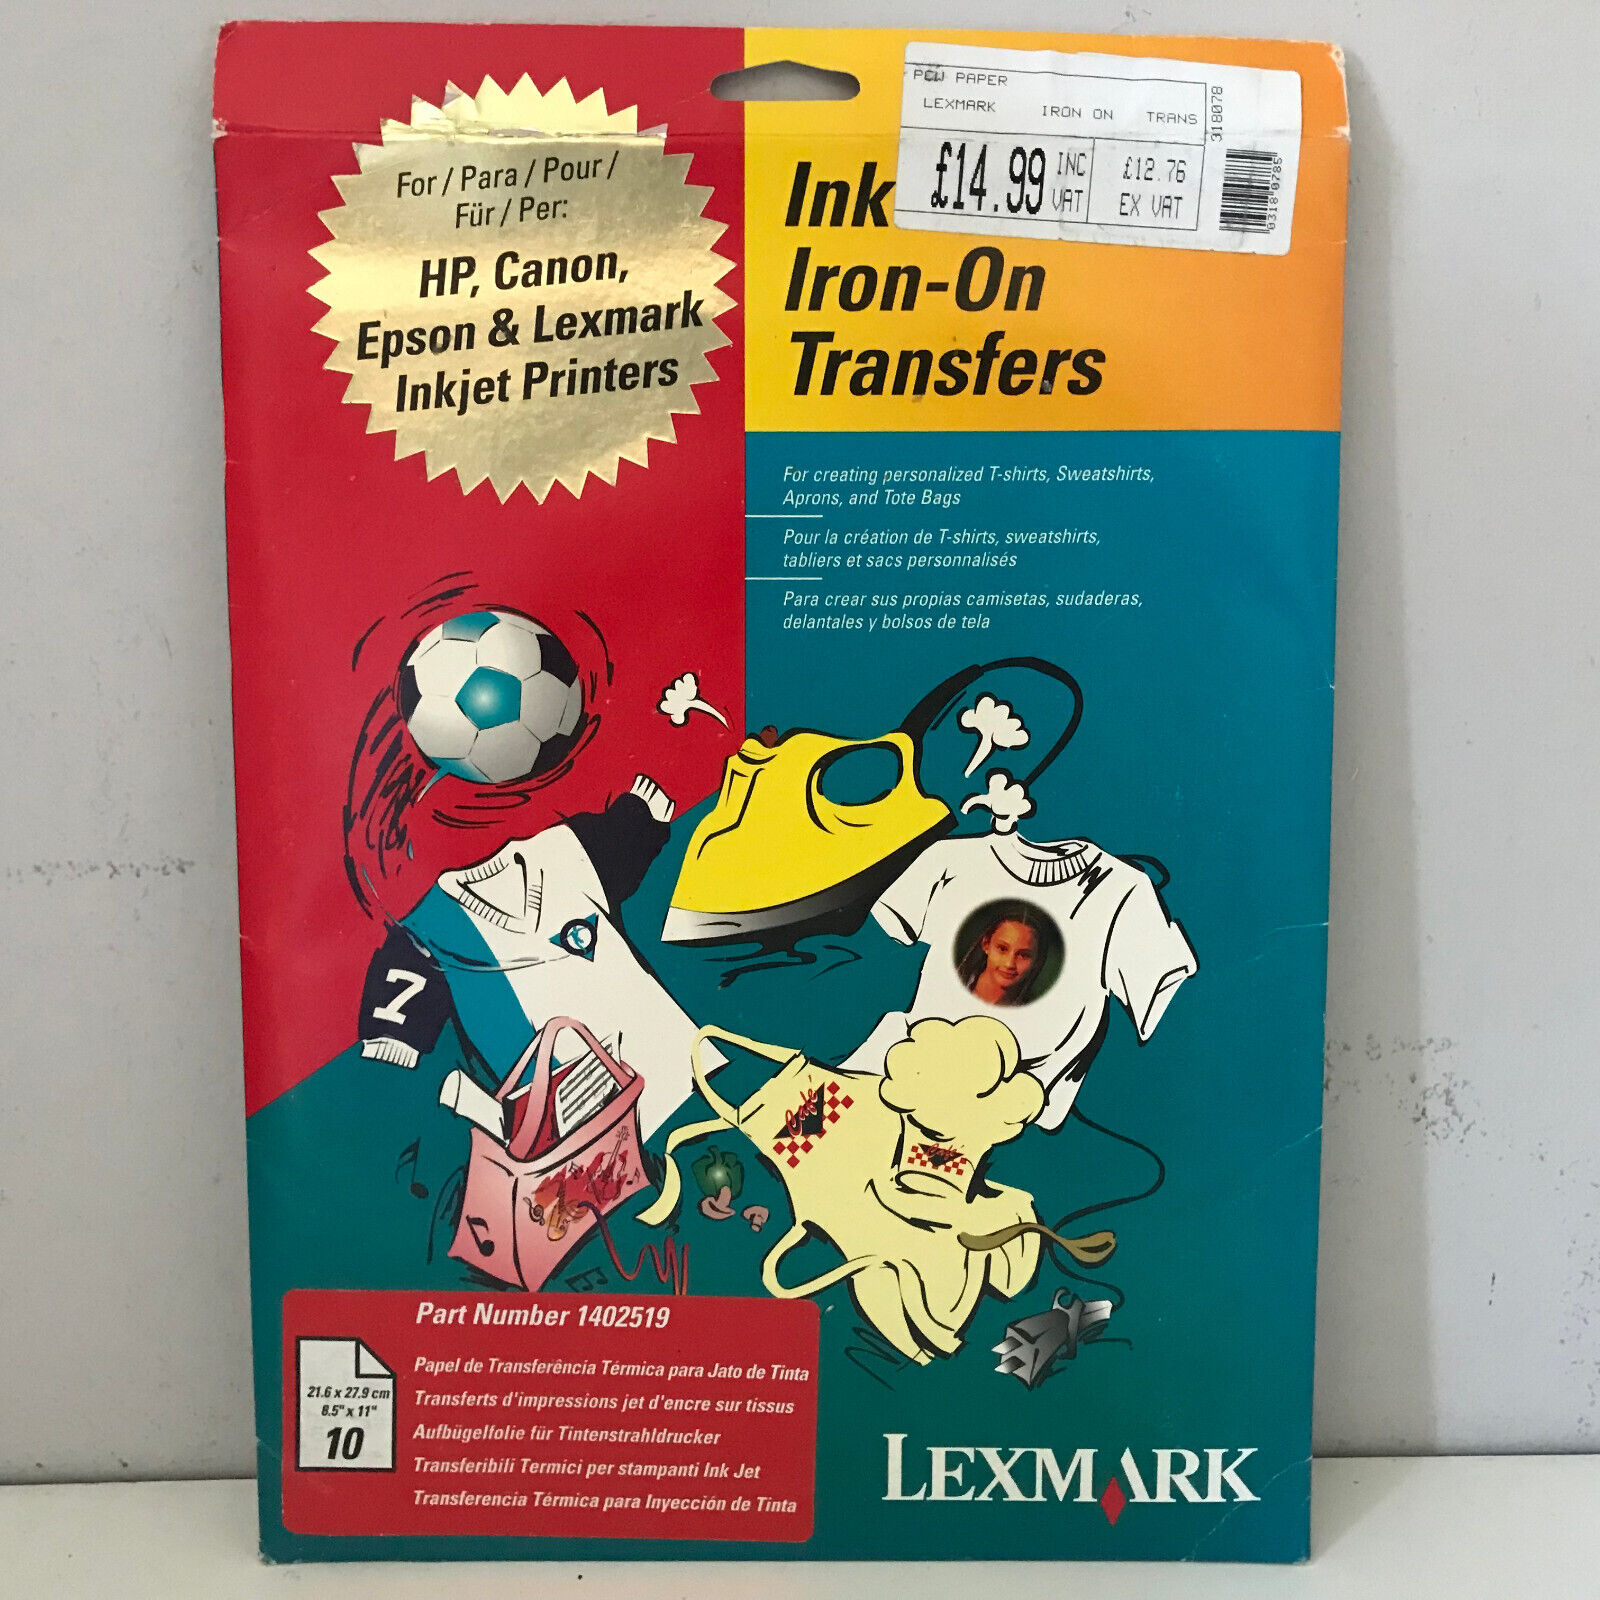 For / Para / Pour /
Für / Per:
HP, Canon,
Epson & Lexmark
Inkjet Printers
PCW PAPER
LEXMARK IRON ON TRANS
£14.99 INC VAT
£12.76
EX VAT
318078
0318 0785
Ink
Iron-On
Transfers
For creating personalized T-shirts, Sweatshirts,
Aprons, and Tote Bags
Pour la création de T-shirts, sweatshirts,
tabliers et sacs personnalisés
Para crear sus propias camisetas, sudaderas,
delantales y bolsos de tela
7
Café
Café
Part Number 1402519
21.6 x 27.9 cm
8.5" x 11"
10
Papel de Transferência Térmica para Jato de Tinta
Transferts d'impressions jet d'encre sur tissus
Aufbügelfolie für Tintenstrahldrucker
Transferibili Termici per stampanti Ink Jet
Transferencia Térmica para Inyección de Tinta
LEXMARK